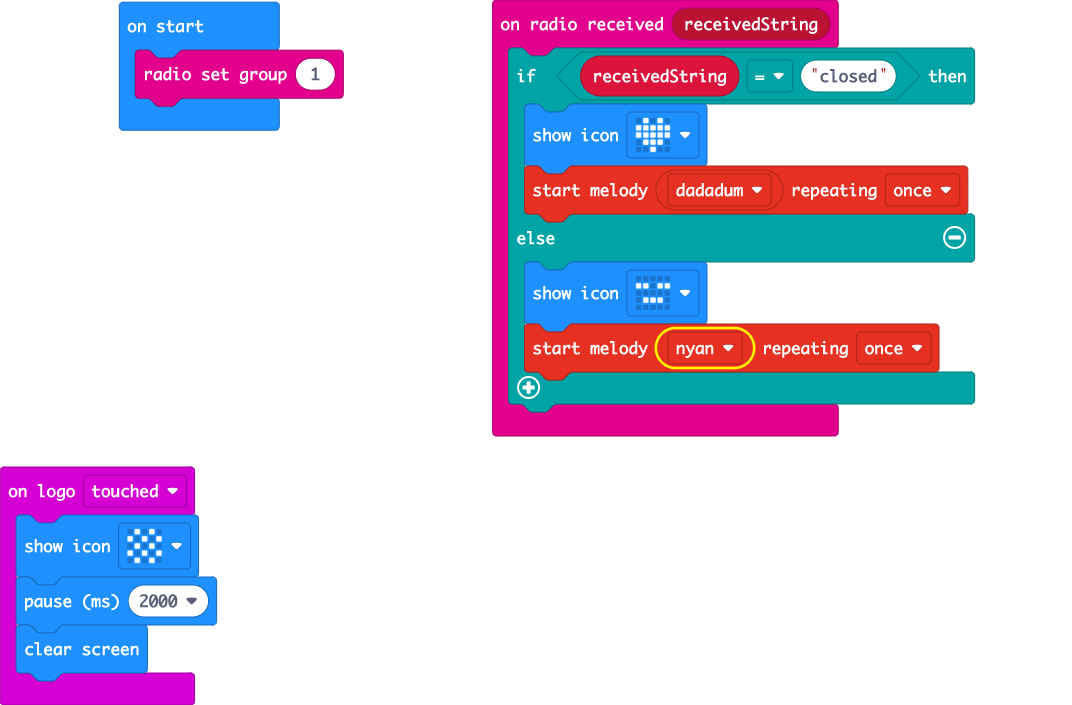 on start
radio set group 1
on radio received receivedString
if receivedString = "closed" then
show icon
start melody dadadum repeating once
else
show icon
start melody nyan repeating once
on logo touched
show icon
pause (ms) 2000
clear screen